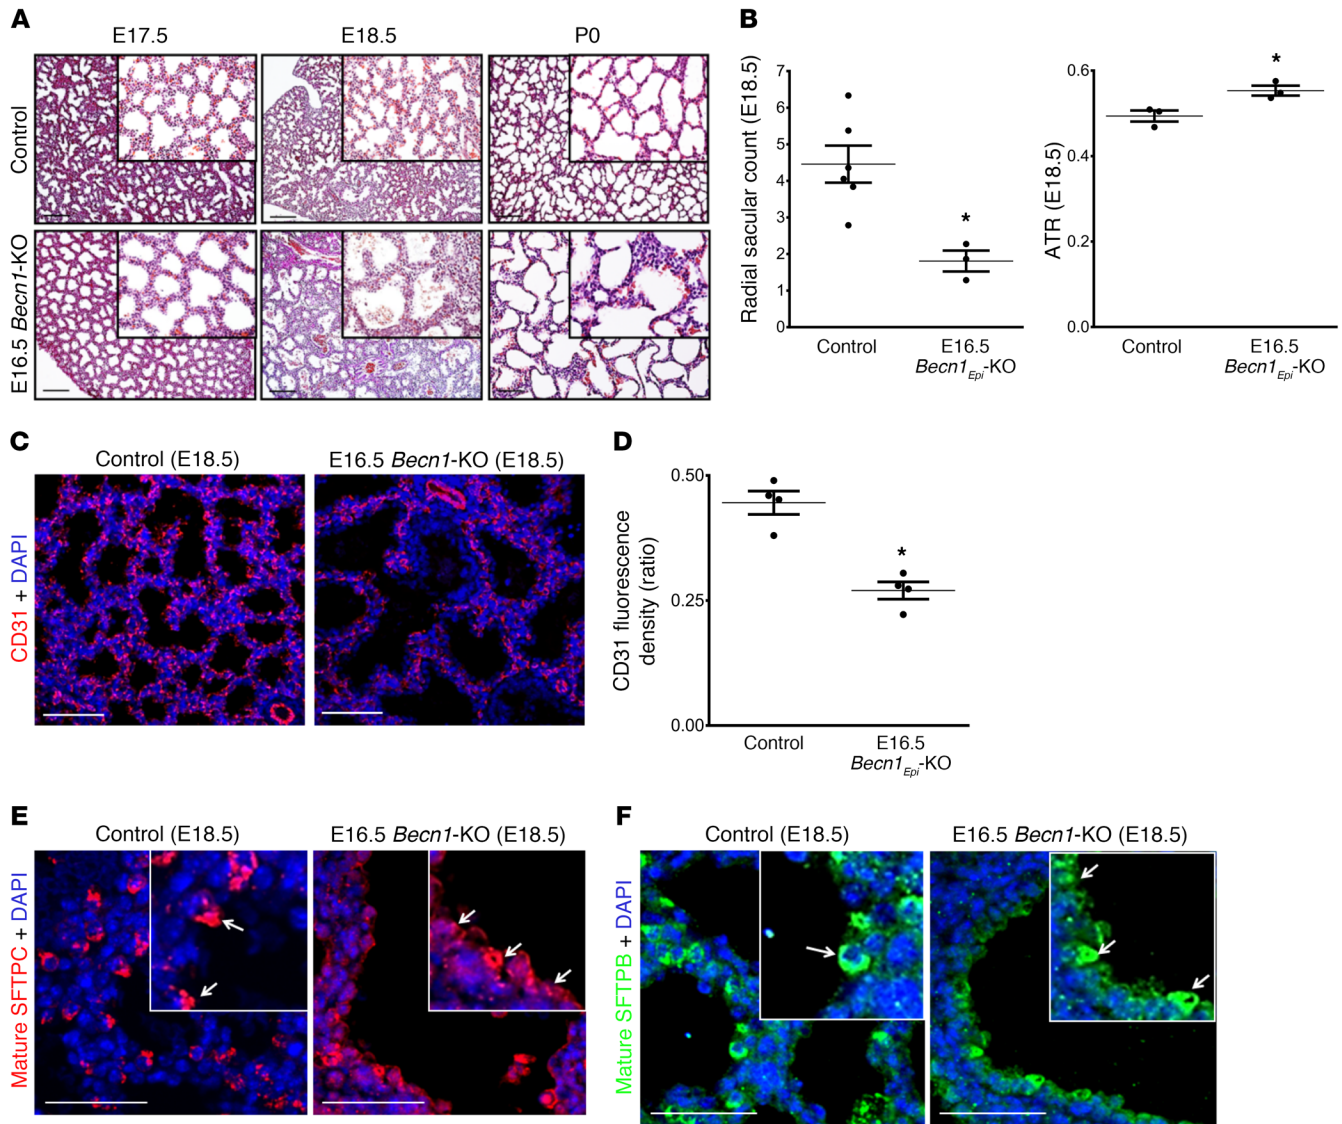 A
E17.5
E18.5
P0
Control
E16.5 Becn1-KO
B
Radial sacular count (E18.5)
7
6
5
4
3
2
1
0
*
Control
E16.5
Becn1Epi-KO
ATR (E18.5)
0.6
0.4
0.2
0.0
*
Control
E16.5
Becn1Epi-KO
C
Control (E18.5)
E16.5 Becn1-KO (E18.5)
CD31 + DAPI
D
CD31 fluorescence
density (ratio)
0.50
0.25
0.00
*
Control
E16.5
Becn1Epi-KO
E
Control (E18.5)
E16.5 Becn1-KO (E18.5)
Mature SFTPC + DAPI
F
Control (E18.5)
E16.5 Becn1-KO (E18.5)
Mature SFTPB + DAPI